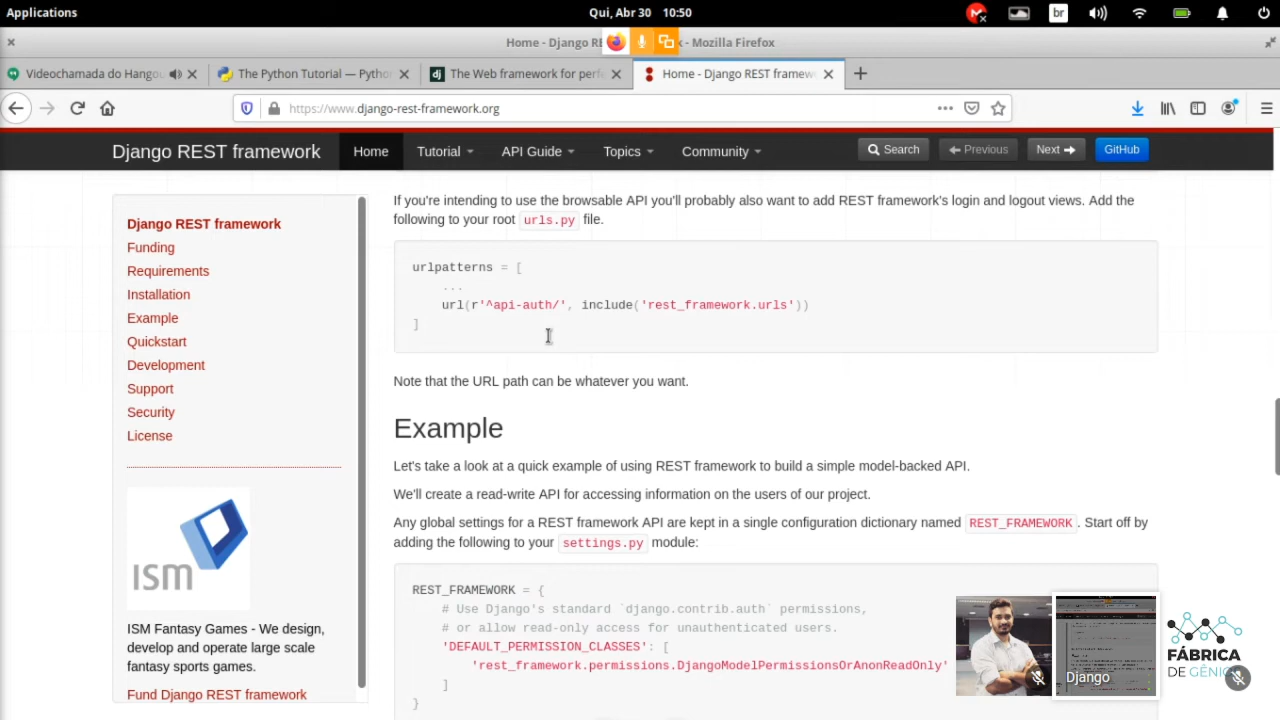 Applications
Qui, Abr 30 10:50
br
Home - Django RE
k - Mozilla Firefox
Videochamada do Hangou
The Python Tutorial — Pytho
The Web framework for perf
Home - Django REST framew
https://www.django-rest-framework.org
Django REST framework
Home
Tutorial
API Guide
Topics
Community
Search
Previous
Next
GitHub
Django REST framework
Funding
Requirements
Installation
Example
Quickstart
Development
Support
Security
License
ism
ISM Fantasy Games - We design,
develop and operate large scale
fantasy sports games.
Fund Django REST framework
If you're intending to use the browsable API you'll probably also want to add REST framework's login and logout views. Add the
following to your root urls.py file.
urlpatterns = [
...
url(r'^api-auth/', include('rest_framework.urls'))
]
Note that the URL path can be whatever you want.
Example
Let's take a look at a quick example of using REST framework to build a simple model-backed API.
We'll create a read-write API for accessing information on the users of our project.
Any global settings for a REST framework API are kept in a single configuration dictionary named REST_FRAMEWORK. Start off by
adding the following to your settings.py module:
REST_FRAMEWORK = {
# Use Django's standard `django.contrib.auth` permissions,
# or allow read-only access for unauthenticated users.
'DEFAULT_PERMISSION_CLASSES': [
'rest_framework.permissions.DjangoModelPermissionsOrAnonReadOnly'
]
}
Django
FÁBRICA
DE GÊNIOS